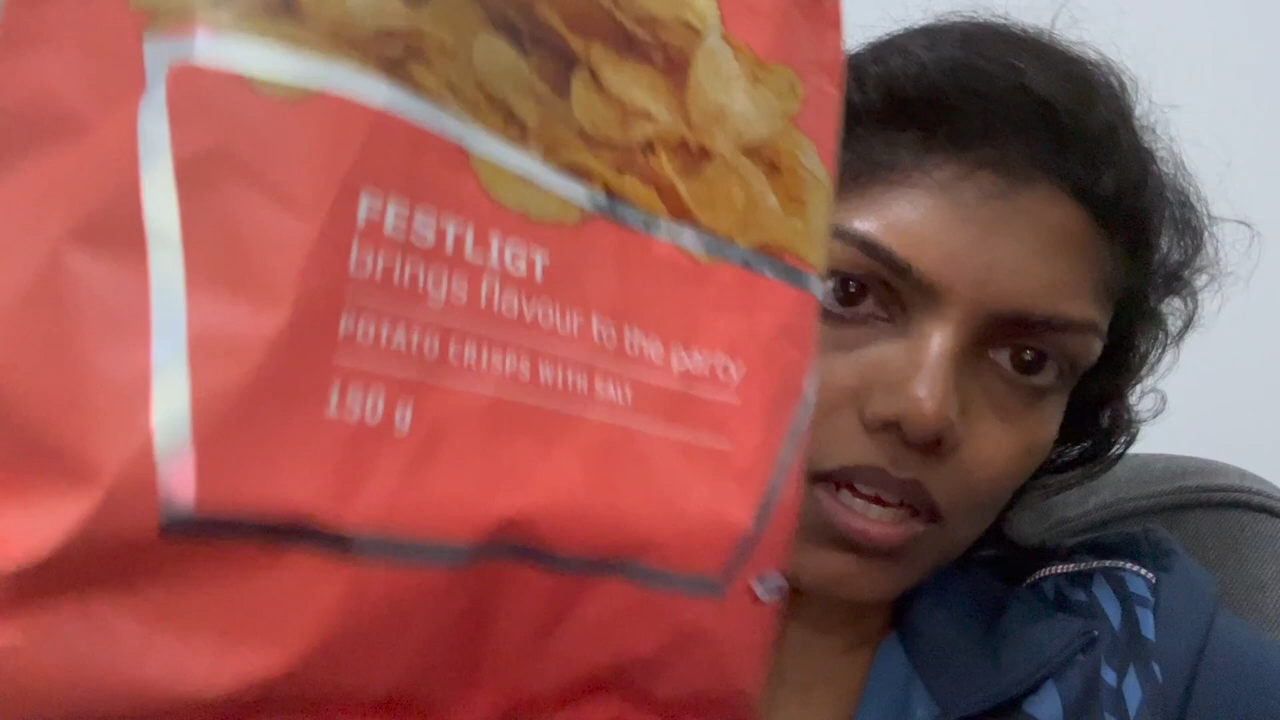 FESTLIGT
brings flavour to the party
POTATO CRISPS WITH SALT
150 g